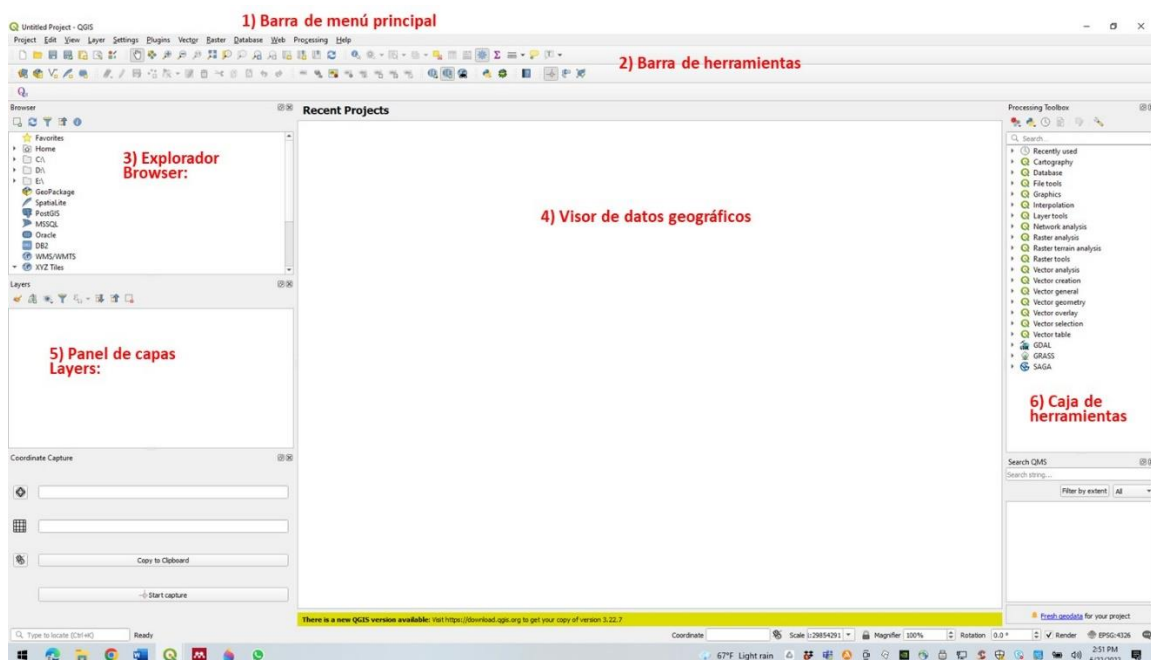 1) Barra de menú principal
Untitled Project - QGIS
Project Edit View Layer Settings Plugins Vector Raster Database Web Processing Help
2) Barra de herramientas
Browser
Favorites
Home
C:\
D:\
E:\
GeoPackage
SpatiaLite
PostGIS
MSSQL
Oracle
DB2
WMS/WMTS
XYZ Tiles
3) Explorador
Browser:
Layers
5) Panel de capas
Layers:
Coordinate Capture
Copy to Clipboard
Start capture
Recent Projects
4) Visor de datos geográficos
There is a new QGIS version available: Visit https://download.qgis.org to get your copy of version 3.22.7
Processing Toolbox
Search...
Recently used
Cartography
Database
File tools
Graphics
Interpolation
Layer tools
Network analysis
Raster analysis
Raster terrain analysis
Raster tools
Vector analysis
Vector creation
Vector general
Vector geometry
Vector overlay
Vector selection
Vector table
GDAL
GRASS
SAGA
6) Caja de
herramientas
Search QMS
Search string...
Filter by extent All
Fresh geodata for your project
Type to locate (Ctrl+K) Ready Coordinate Scale 1:29854291 Magnifier 100% Rotation 0.0 ° Render EPSG:4326
67°F Light rain 2:51 PM